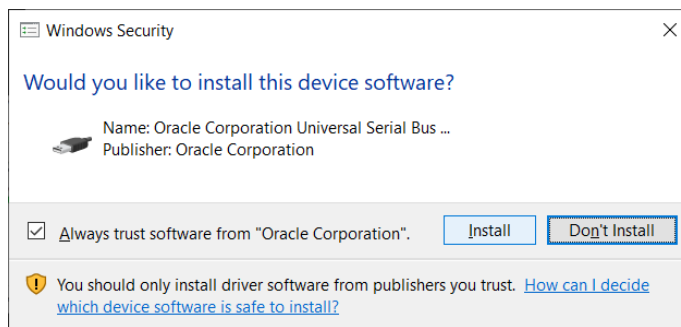 Windows Security
Would you like to install this device software?
Name: Oracle Corporation Universal Serial Bus ...
Publisher: Oracle Corporation
Always trust software from "Oracle Corporation".
Install
Don't Install
You should only install driver software from publishers you trust. How can I decide
which device software is safe to install?